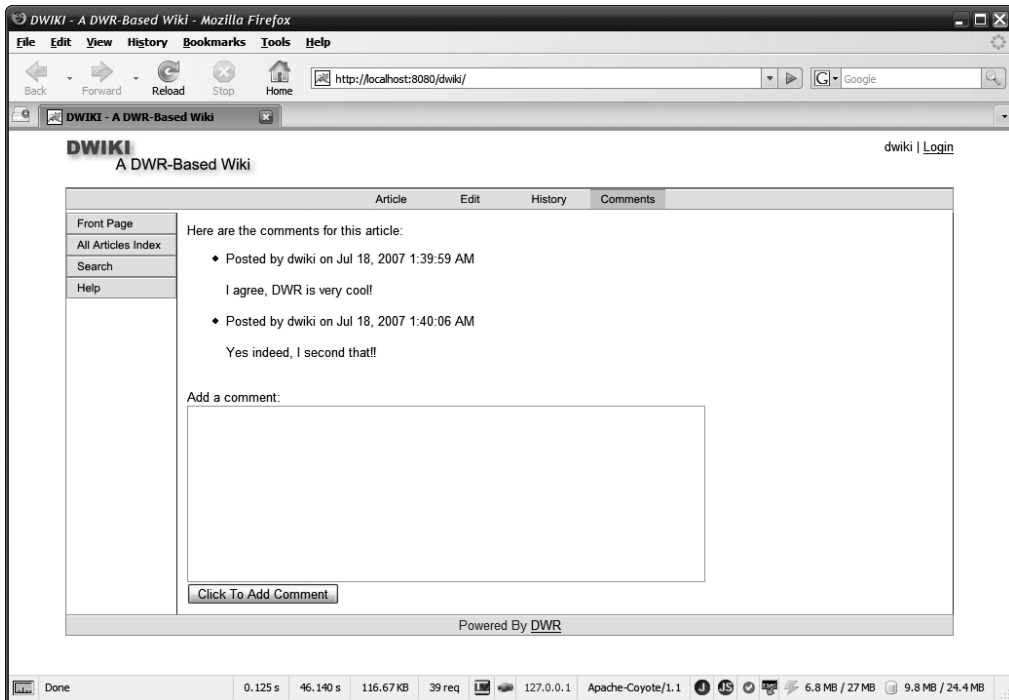 DWIKI - A DWR-Based Wiki - Mozilla Firefox
File Edit View History Bookmarks Tools Help
Back Forward Reload Stop Home http://localhost:8080/dwiki/ G Google
DWIKI - A DWR-Based Wiki
DWIKI
A DWR-Based Wiki
dwiki | Login
Article Edit History Comments
Front Page
All Articles Index
Search
Help
Here are the comments for this article:
Posted by dwiki on Jul 18, 2007 1:39:59 AM
I agree, DWR is very cool!
Posted by dwiki on Jul 18, 2007 1:40:06 AM
Yes indeed, I second that!!
Add a comment:
Click To Add Comment
Powered By DWR
Done 0.125 s 46.140 s 116.67 KB 39 req 127.0.0.1 Apache-Coyote/1.1 J JS 6.8 MB / 27 MB 9.8 MB / 24.4 MB